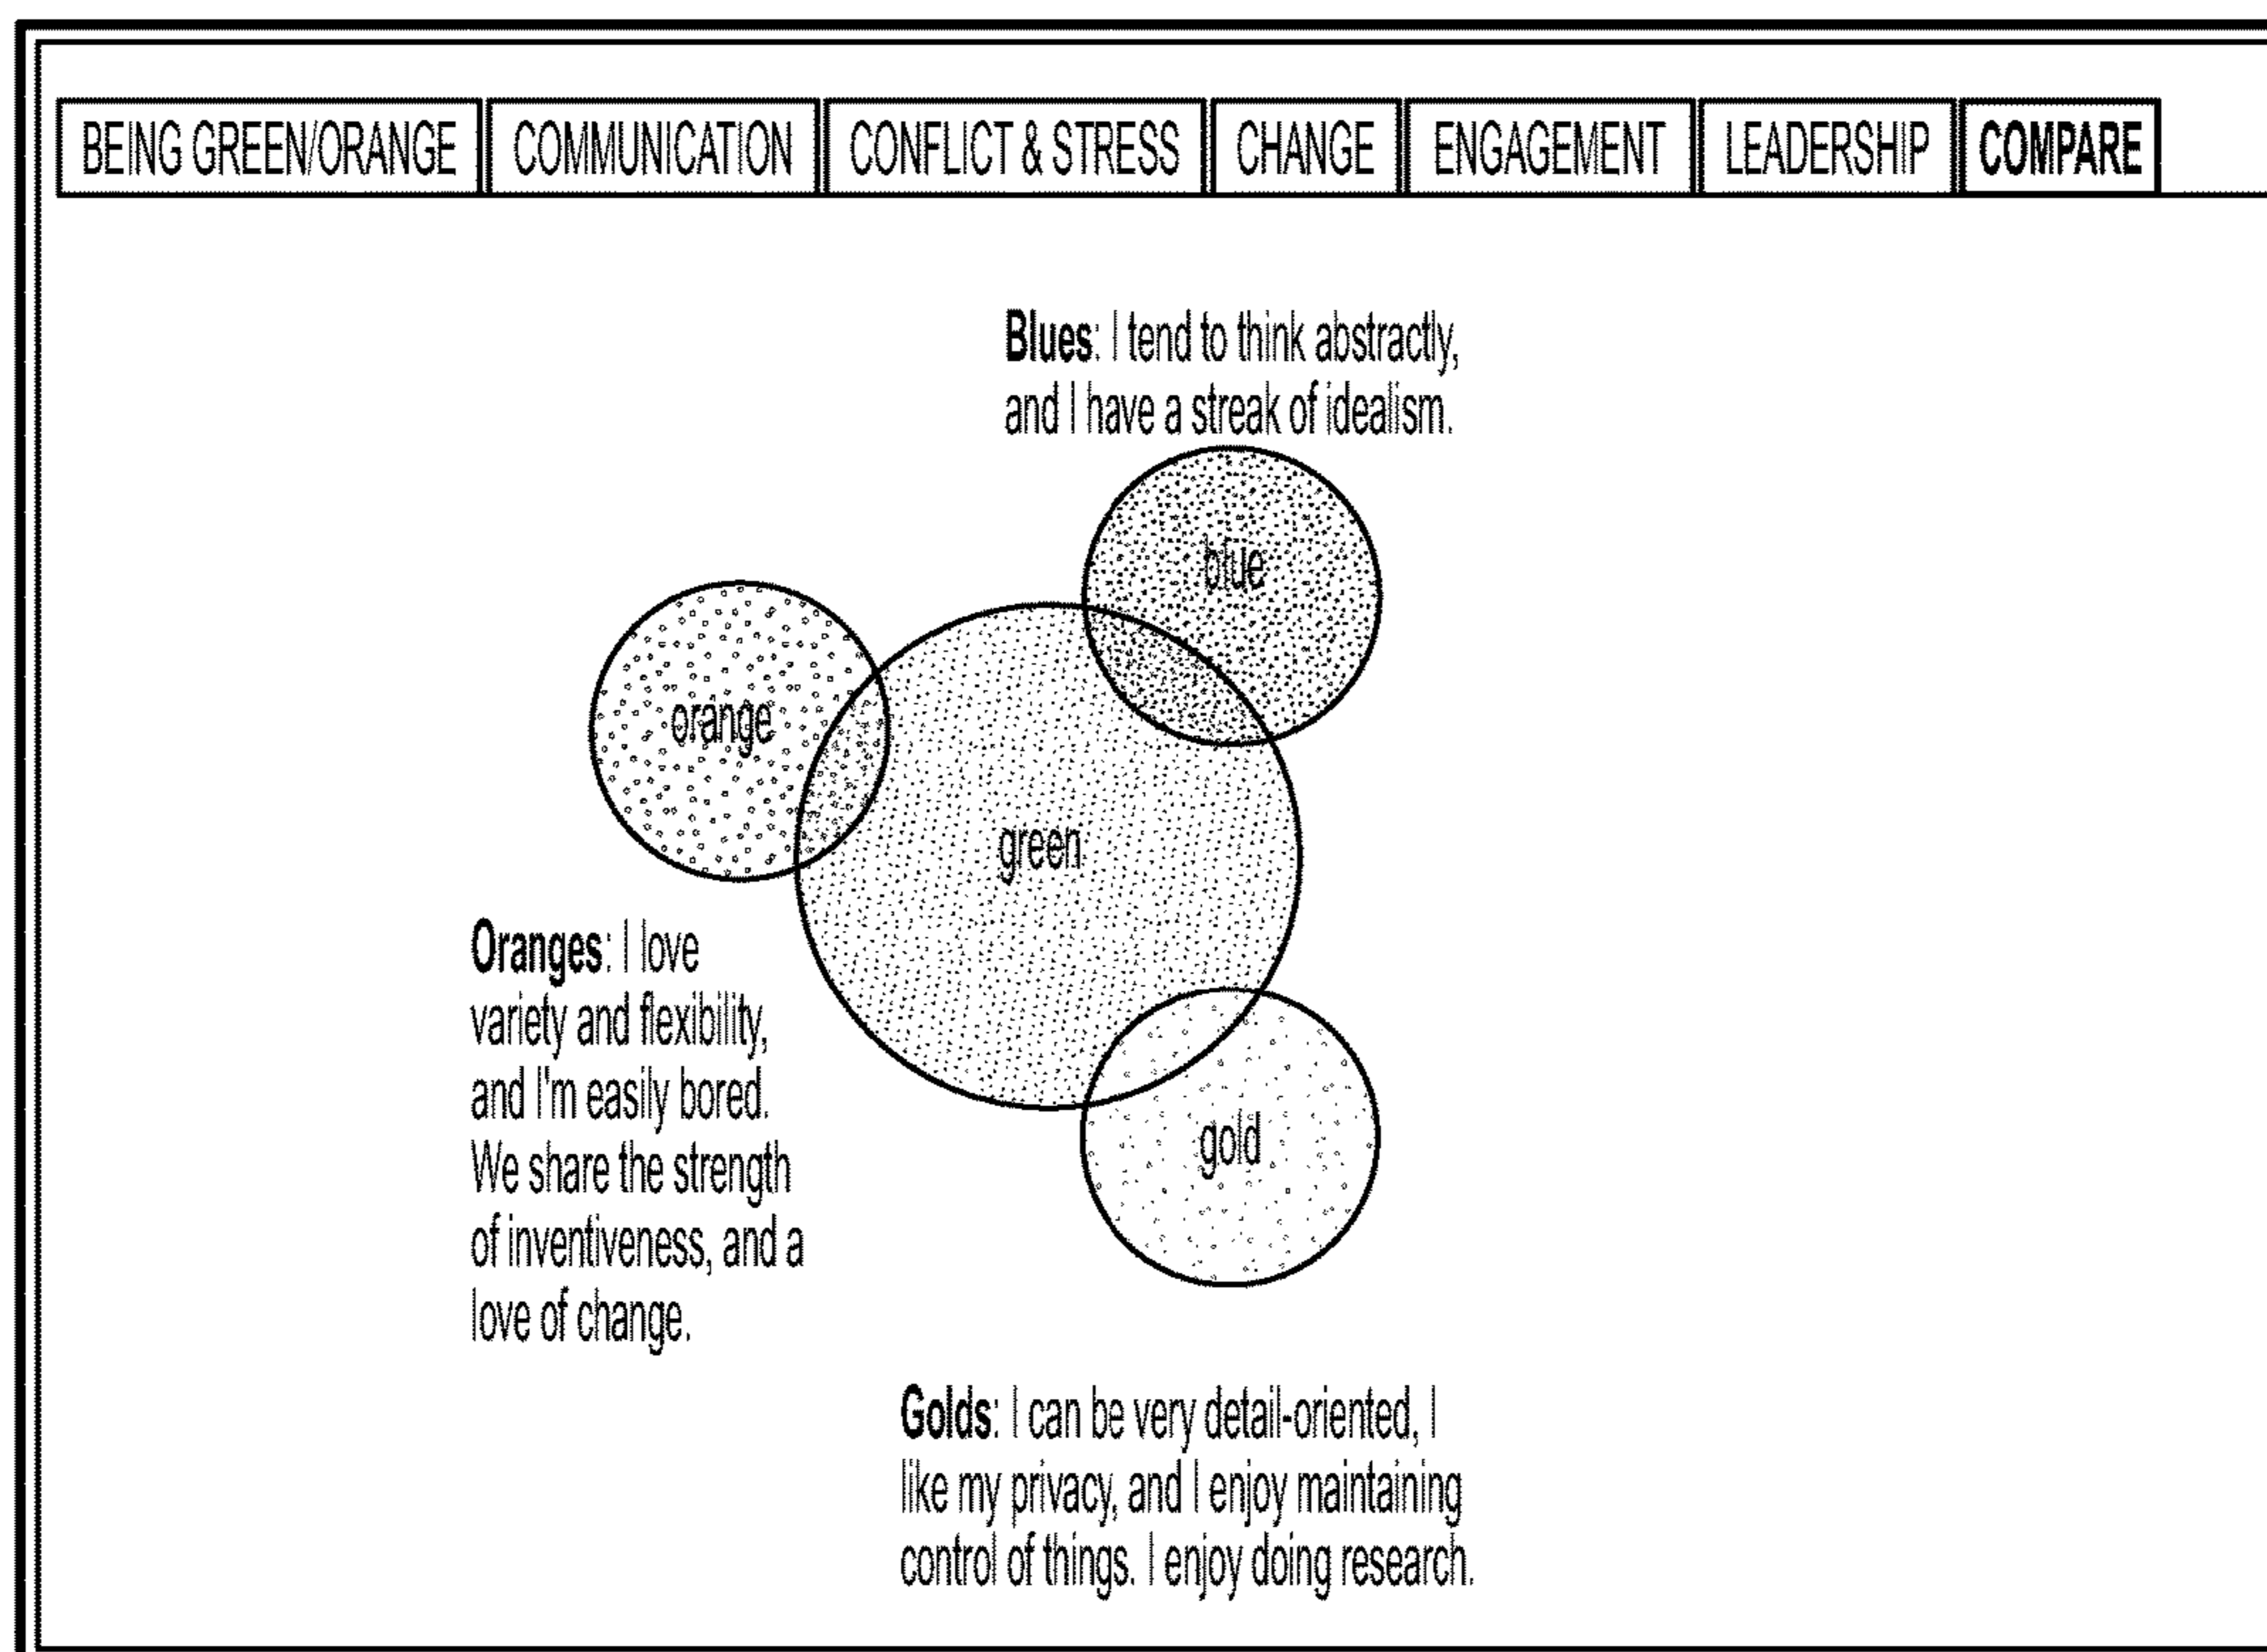 BEING GREEN/ORANGE COMMUNICATION CONFLICT & STRESS CHANGE ENGAGEMENT LEADERSHIP COMPARE
Blues: I tend to think abstractly,
and I have a streak of idealism.
blue
orange
green
Oranges: I love
variety and flexibility,
and I'm easily bored.
We share the strength
of inventiveness, and a
love of change.
gold
Golds: I can be very detail-oriented, I
like my privacy, and I enjoy maintaining
control of things. I enjoy doing research.